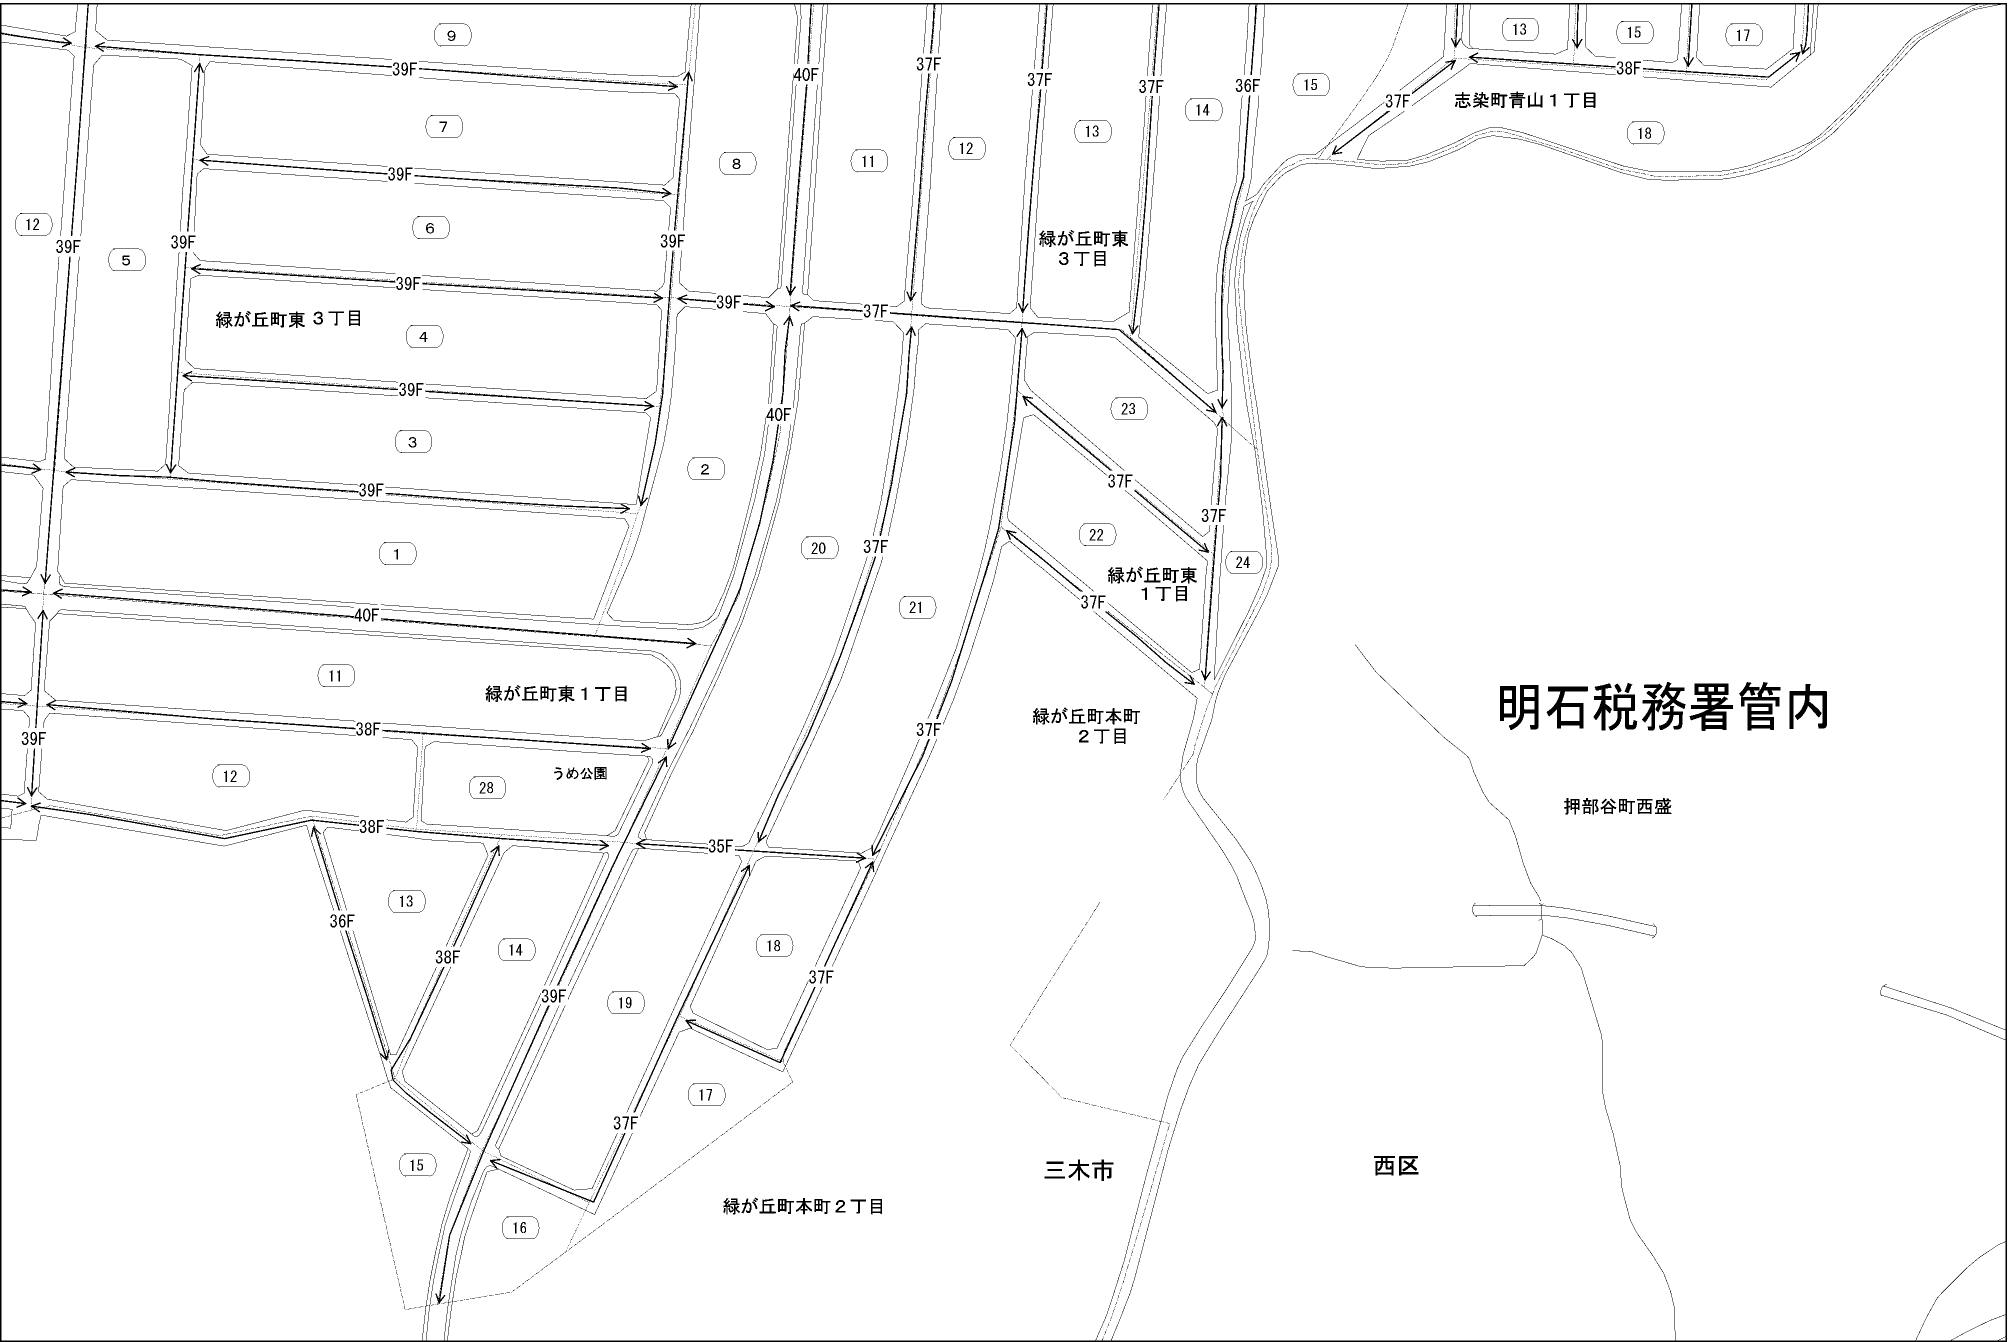 9
13
15
17
39F
40F
37F
37F
37F
36F
15
38F
志染町青山1丁目
18
37F
14
13
7
8
11
12
39F
12
39F
5
39F
6
39F
緑が丘町東
3丁目
39F
39F
37F
緑が丘町東 3丁目
4
39F
40F
23
3
2
39F
37F
37F
1
20
37F
22
24
緑が丘町東
1丁目
40F
21
37F
11
緑が丘町東1丁目
緑が丘町本町
2丁目
明石税務署管内
39F
38F
37F
12
28
うめ公園
押部谷町西盛
38F
35F
13
36F
14
38F
18
37F
39F
19
17
37F
15
三木市
西区
緑が丘町本町2丁目
16